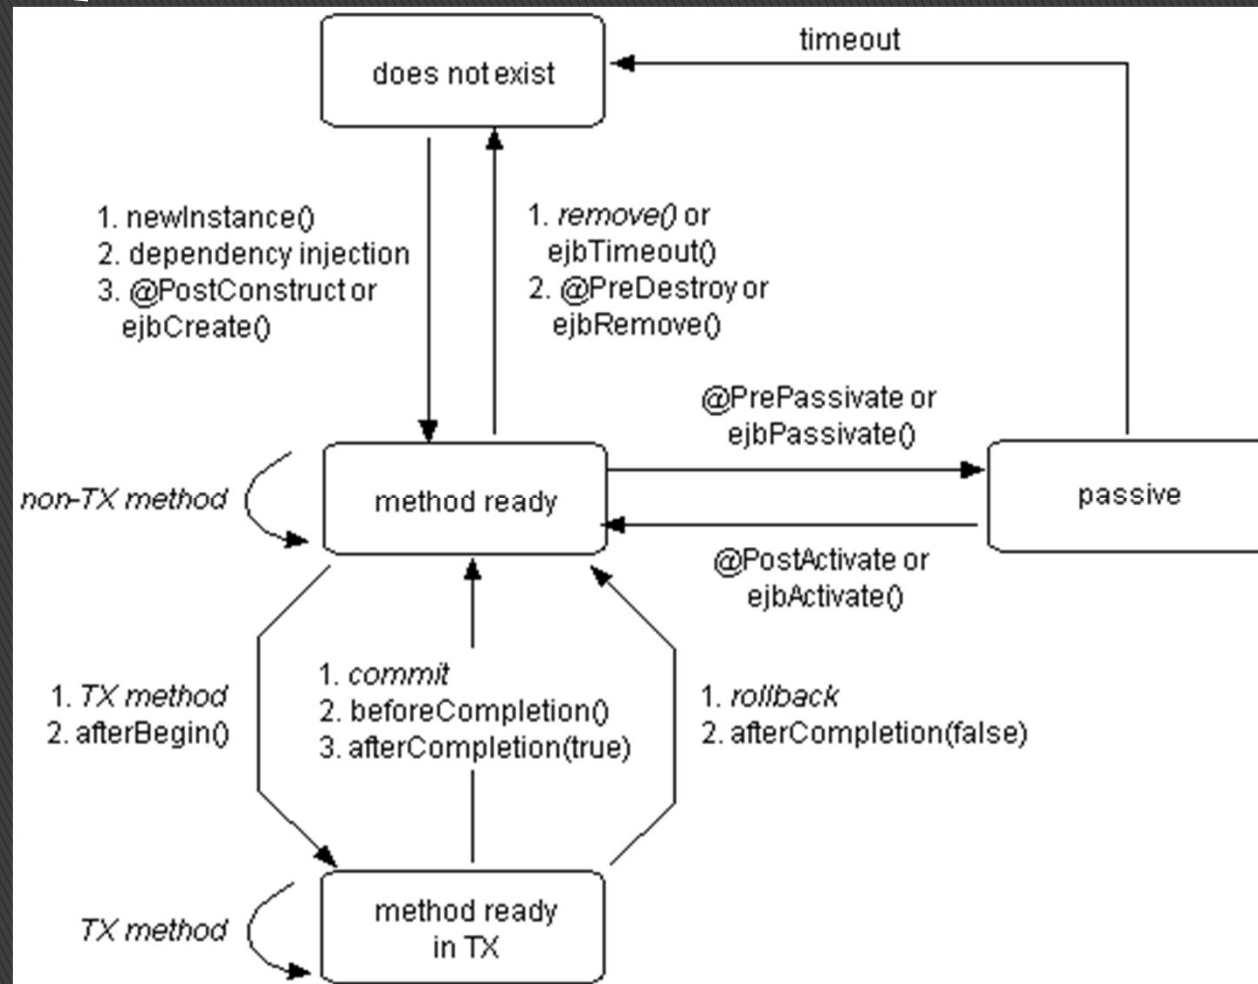 timeout
does not exist
1. newInstance()
2. dependency injection
3. @PostConstruct or
ejbCreate()
1. remove() or
ejbTimeout()
2. @PreDestroy or
ejbRemove()
@PrePassivate or
ejbPassivate()
non-TX method
method ready
passive
@PostActivate or
ejbActivate()
1. TX method
2. afterBegin()
1. commit
2. beforeCompletion()
3. afterCompletion(true)
1. rollback
2. afterCompletion(false)
TX method
method ready
in TX